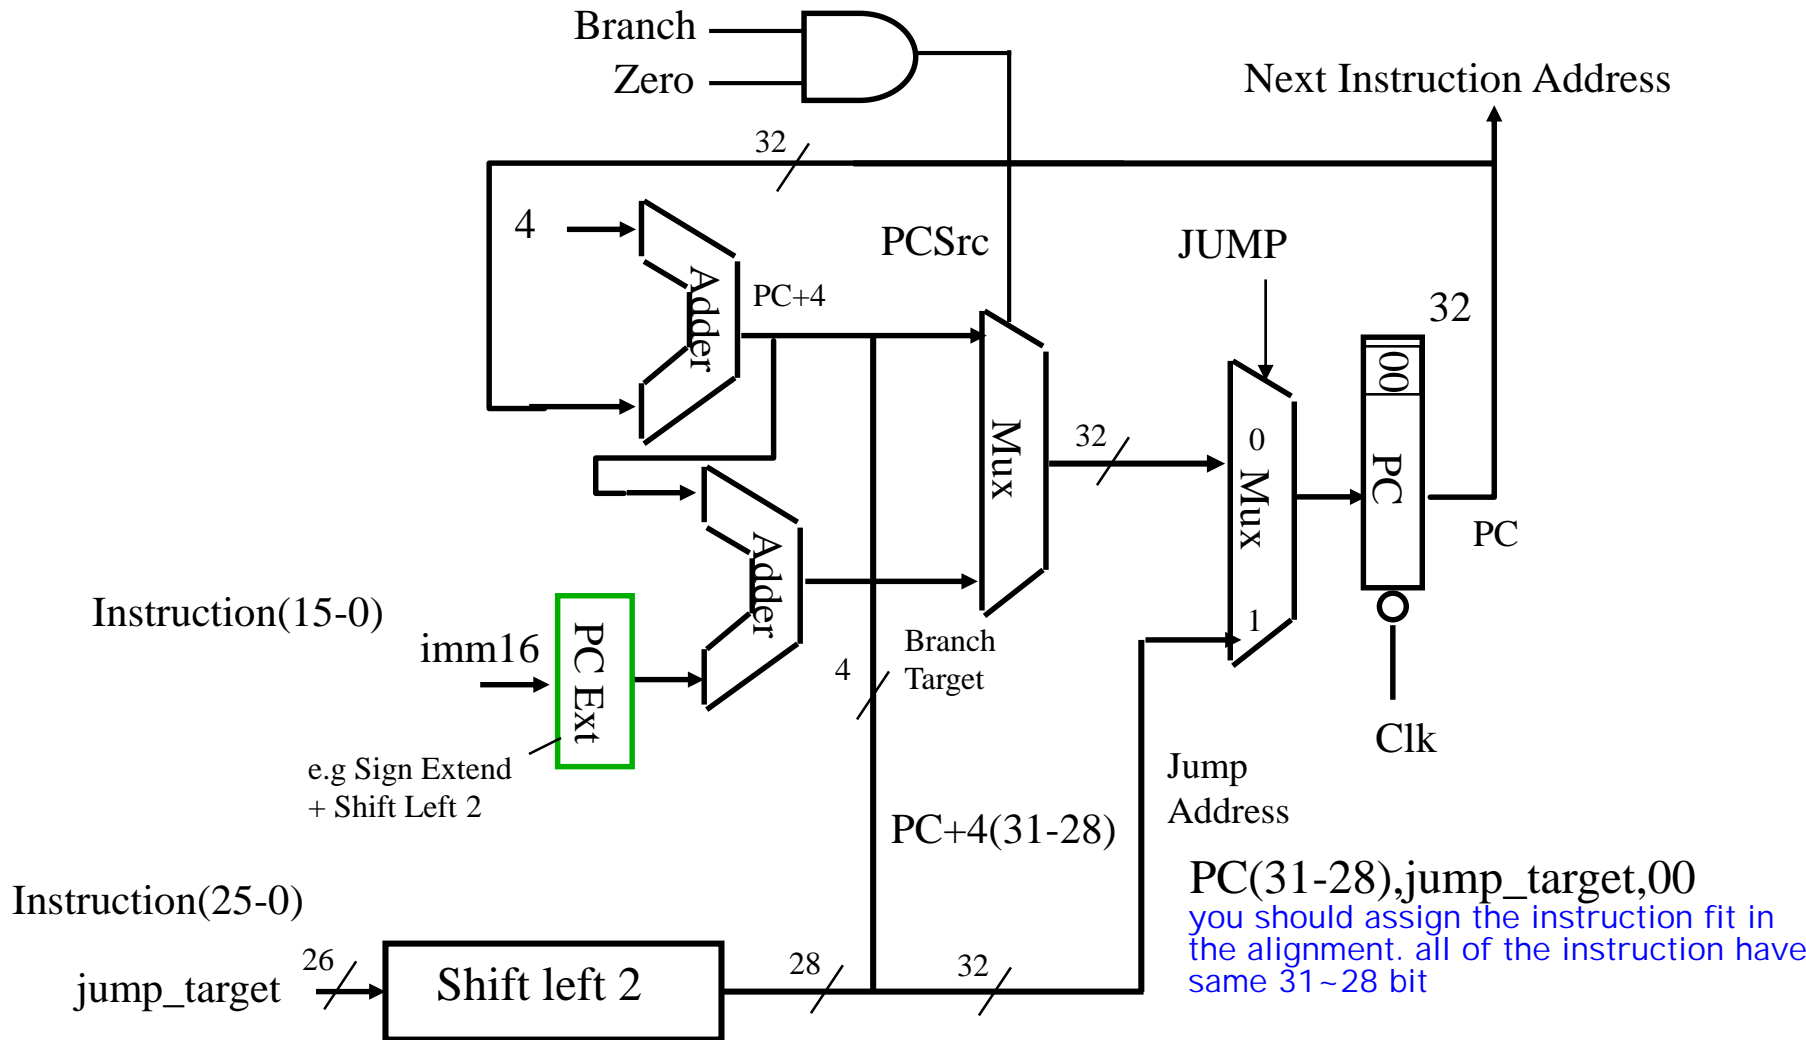 Branch
Zero
Next Instruction Address
32
4
Adder
PC+4
PCSrc
JUMP
32
00
PC
PC
Mux
32
0
Mux
1
Adder
Instruction(15-0)
imm16
PC Ext
Branch
Target
4
Clk
e.g Sign Extend
+ Shift Left 2
Jump
Address
PC+4(31-28)
PC(31-28),jump_target,00
you should assign the instruction fit in
the alignment. all of the instruction have
same 31~28 bit
Instruction(25-0)
jump_target
26
Shift left 2
28
32